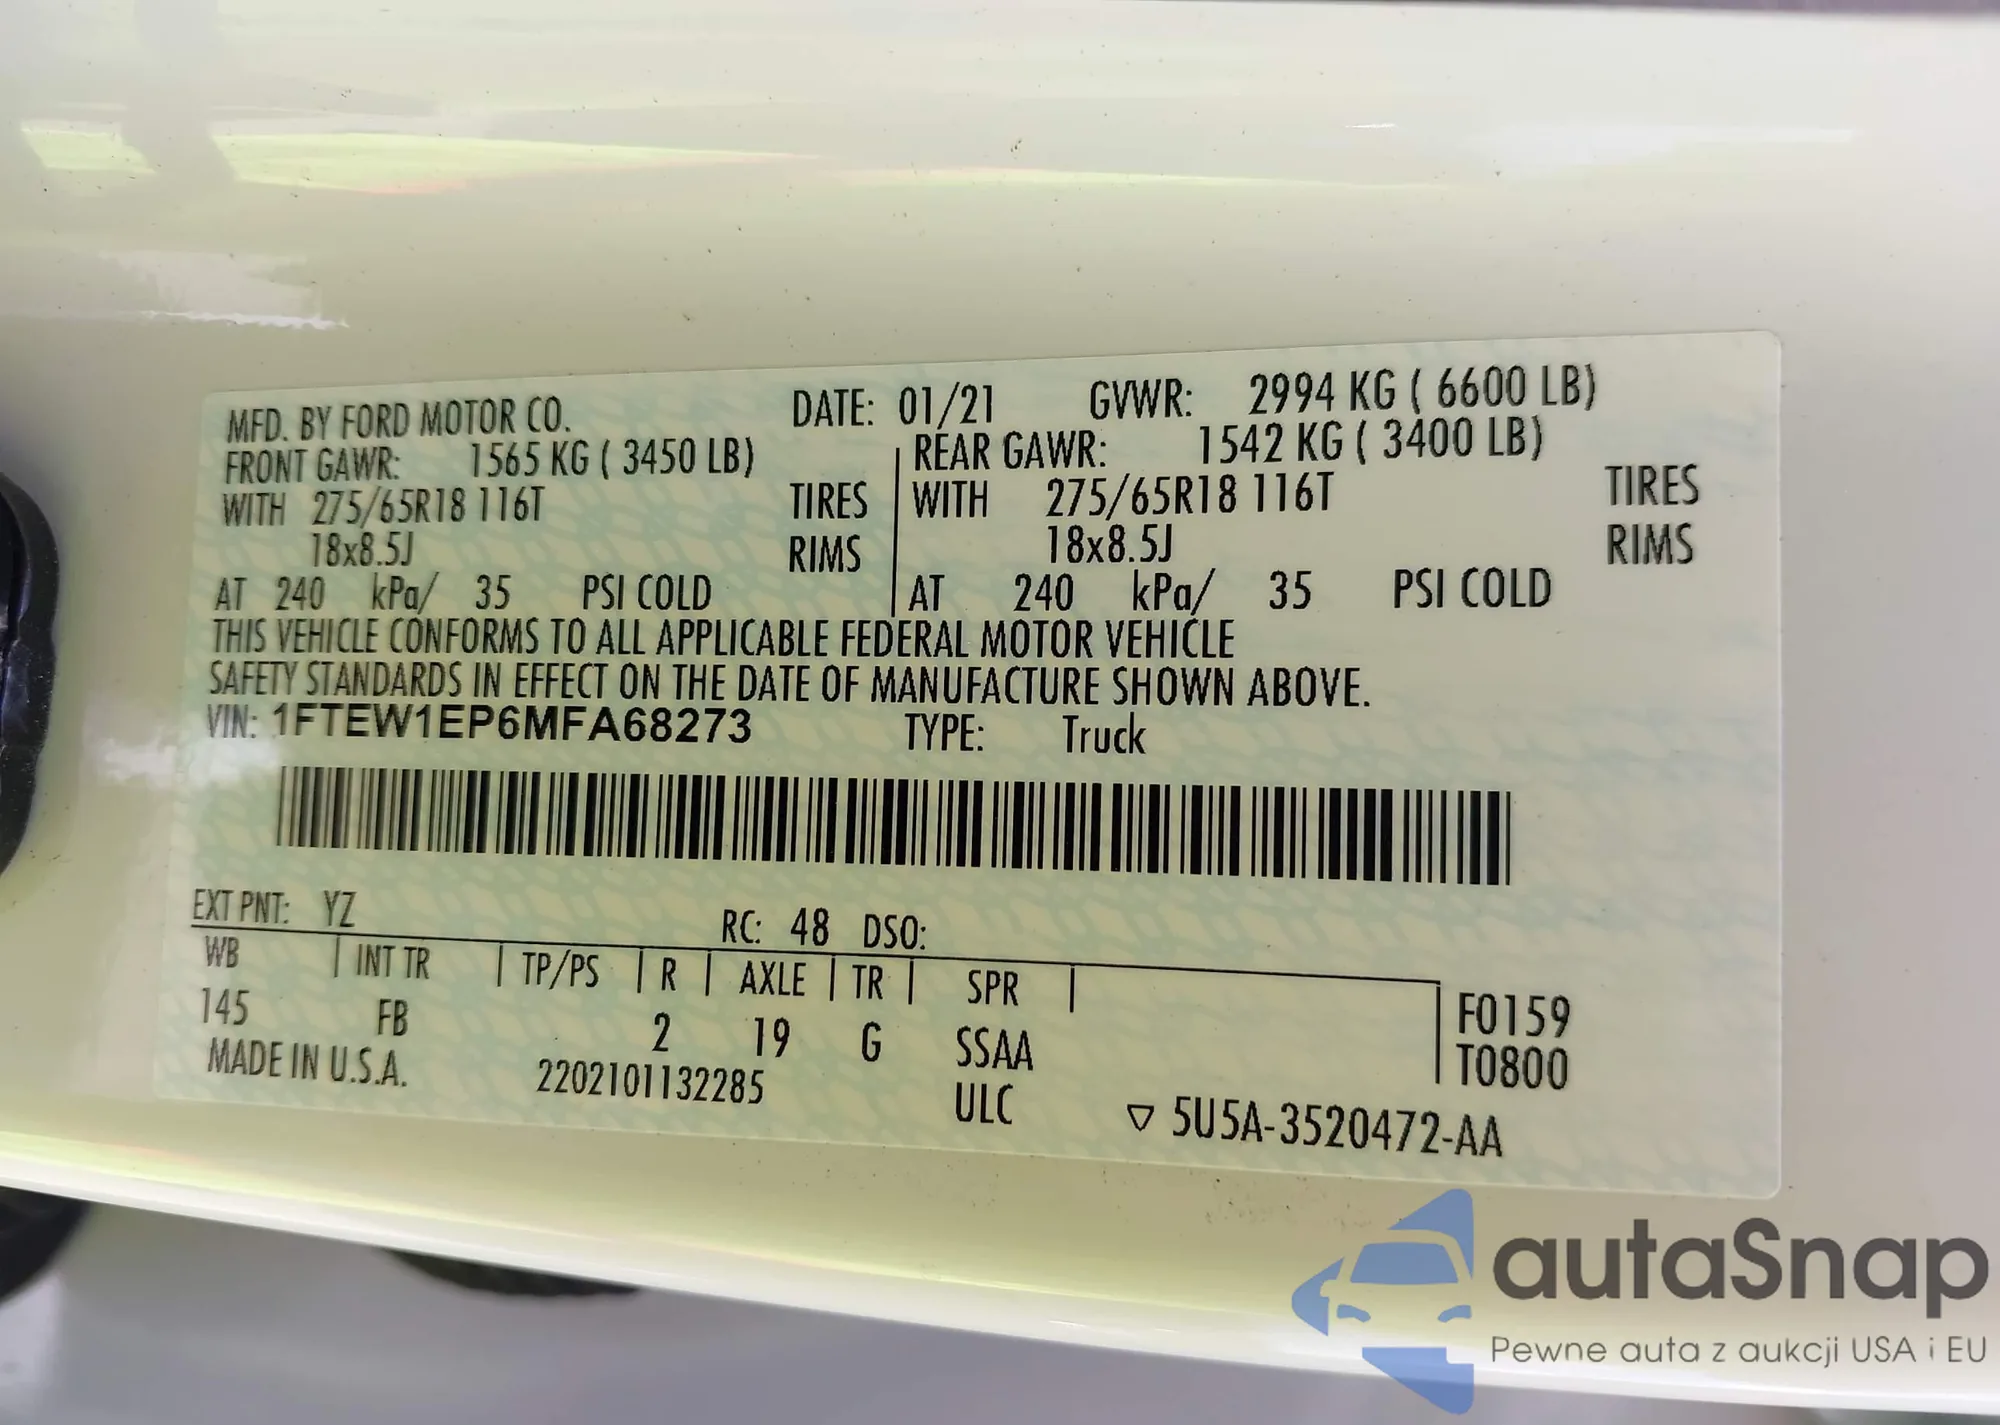 MFD. BY FORD MOTOR CO. DATE: 01/21 GVWR: 2994 KG ( 6600 LB)
FRONT GAWR: 1565 KG ( 3450 LB) REAR GAWR: 1542 KG ( 3400 LB)
WITH 275/65R18 116T TIRES WITH 275/65R18 116T TIRES
18x8.5J RIMS 18x8.5J RIMS
AT 240 kPa/ 35 PSI COLD AT 240 kPa/ 35 PSI COLD
THIS VEHICLE CONFORMS TO ALL APPLICABLE FEDERAL MOTOR VEHICLE
SAFETY STANDARDS IN EFFECT ON THE DATE OF MANUFACTURE SHOWN ABOVE.
VIN: 1FTEW1EP6MFA68273 TYPE: Truck
EXT PNT: YZ RC: 48 DSO:
WB INT TR TP/PS R AXLE TR SPR
145 FB 2 19 G SSAA F0159
MADE IN U.S.A. 2202101132285 ULC T0800
▽ 5U5A-3520472-AA
autaSnap
Pewne auta z aukcji USA i EU